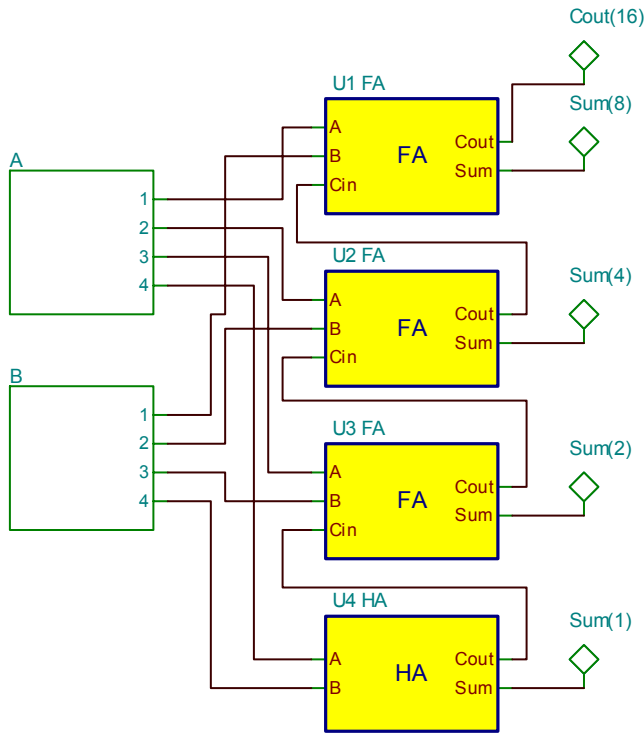 Cout(16)
U1 FA
Sum(8)
A
B
Cin
FA
Cout
Sum
A
1
2
3
4
U2 FA
Sum(4)
A
B
Cin
FA
Cout
Sum
B
1
2
3
4
U3 FA
Sum(2)
A
B
Cin
FA
Cout
Sum
U4 HA
Sum(1)
A
B
HA
Cout
Sum